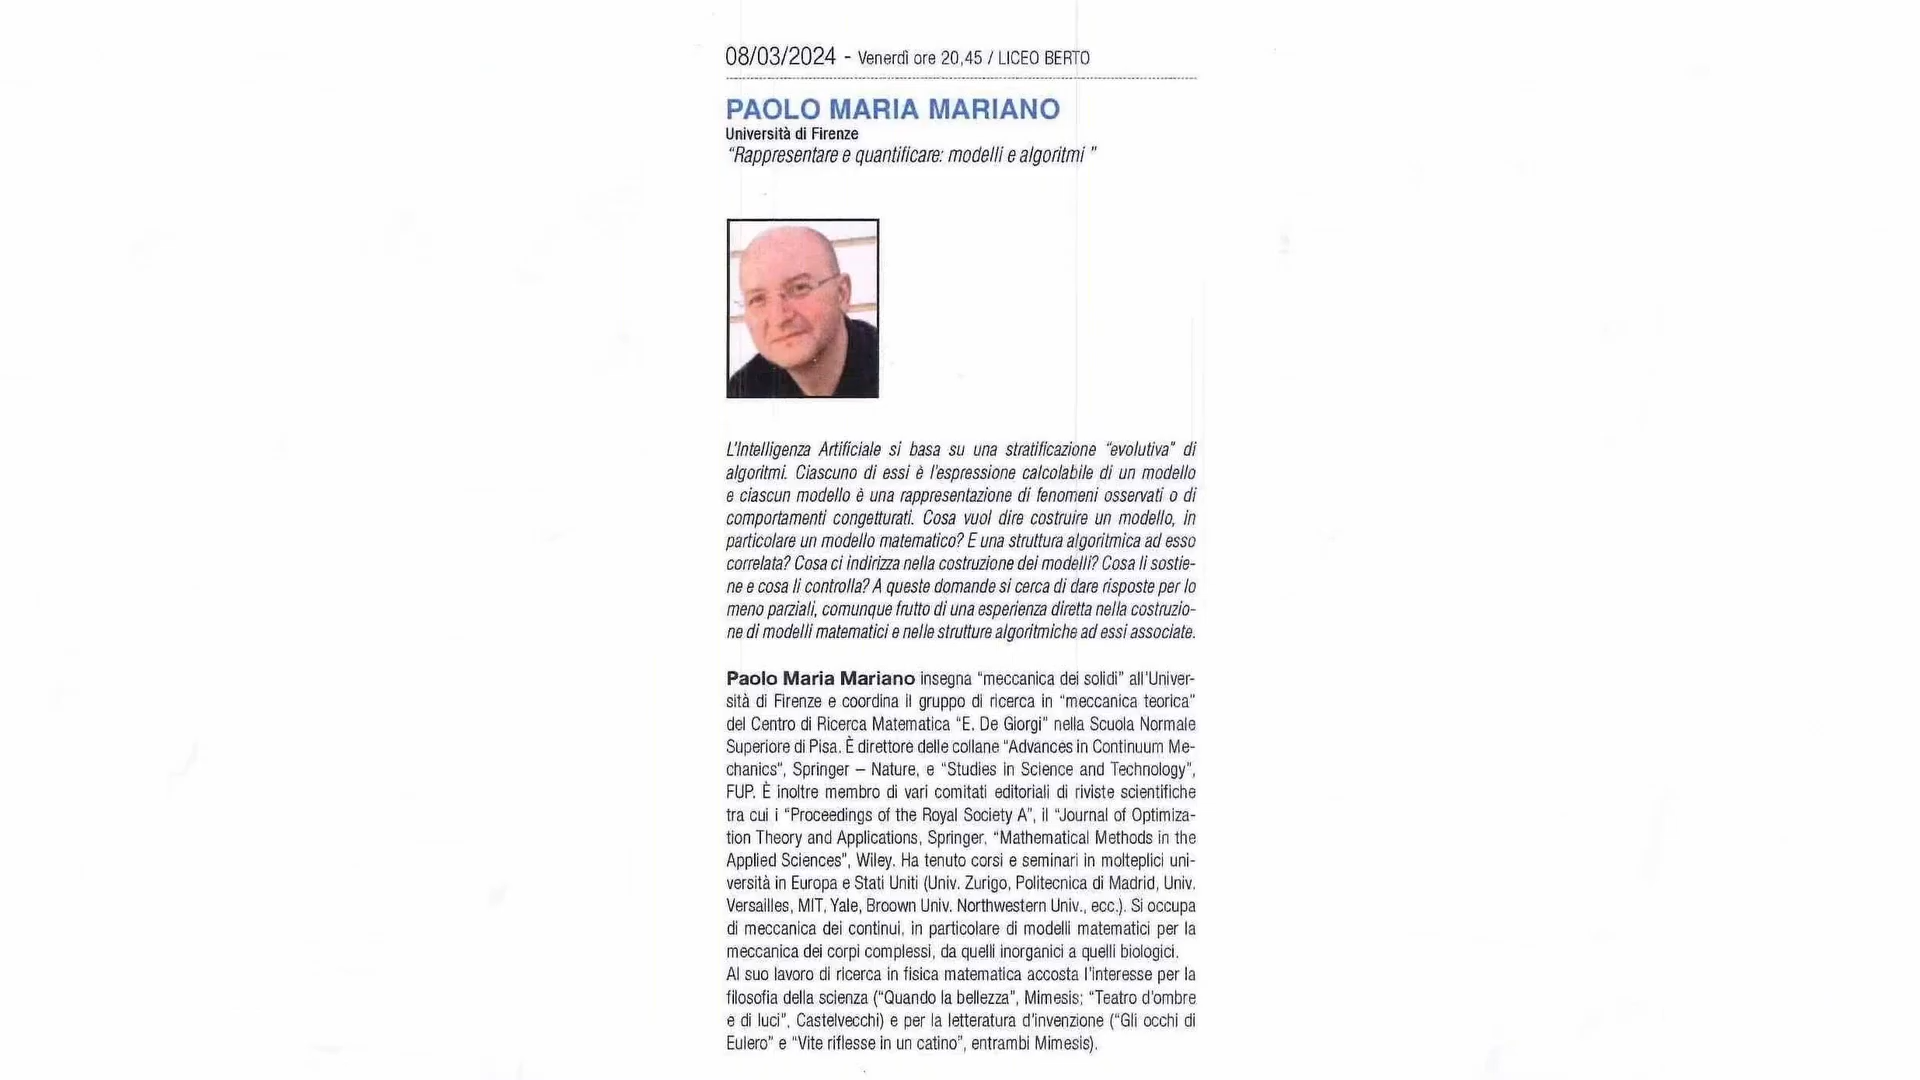 08/03/2024 - Venerdì ore 20,45 / LICEO BERTO
PAOLO MARIA MARIANO
Università di Firenze
“Rappresentare e quantificare: modelli e algoritmi ”
L’Intelligenza Artificiale si basa su una stratificazione “evolutiva” di
algoritmi. Ciascuno di essi è l’espressione calcolabile di un modello
e ciascun modello è una rappresentazione di fenomeni osservati o di
comportamenti congetturati. Cosa vuol dire costruire un modello, in
particolare un modello matematico? E una struttura algoritmica ad esso
correlata? Cosa ci indirizza nella costruzione dei modelli? Cosa li sostie-
ne e cosa li controlla? A queste domande si cerca di dare risposte per lo
meno parziali, comunque frutto di una esperienza diretta nella costruzio-
ne di modelli matematici e nelle strutture algoritmiche ad essi associate.
Paolo Maria Mariano insegna “meccanica dei solidi” all’Univer-
sità di Firenze e coordina il gruppo di ricerca in “meccanica teorica”
del Centro di Ricerca Matematica “E. De Giorgi” nella Scuola Normale
Superiore di Pisa. È direttore delle collane “Advances in Continuum Me-
chanics”, Springer – Nature, e “Studies in Science and Technology”,
FUP. È inoltre membro di vari comitati editoriali di riviste scientifiche
tra cui i “Proceedings of the Royal Society A”, il “Journal of Optimiza-
tion Theory and Applications, Springer, “Mathematical Methods in the
Applied Sciences”, Wiley. Ha tenuto corsi e seminari in molteplici uni-
versità in Europa e Stati Uniti (Univ. Zurigo, Politecnica di Madrid, Univ.
Versailles, MIT, Yale, Broown Univ. Northwestern Univ., ecc.). Si occupa
di meccanica dei continui, in particolare di modelli matematici per la
meccanica dei corpi complessi, da quelli inorganici a quelli biologici.
Al suo lavoro di ricerca in fisica matematica accosta l’interesse per la
filosofia della scienza (“Quando la bellezza”, Mimesis; “Teatro d’ombre
e di luci”, Castelvecchi) e per la letteratura d’invenzione (“Gli occhi di
Eulero” e “Vite riflesse in un catino”, entrambi Mimesis).